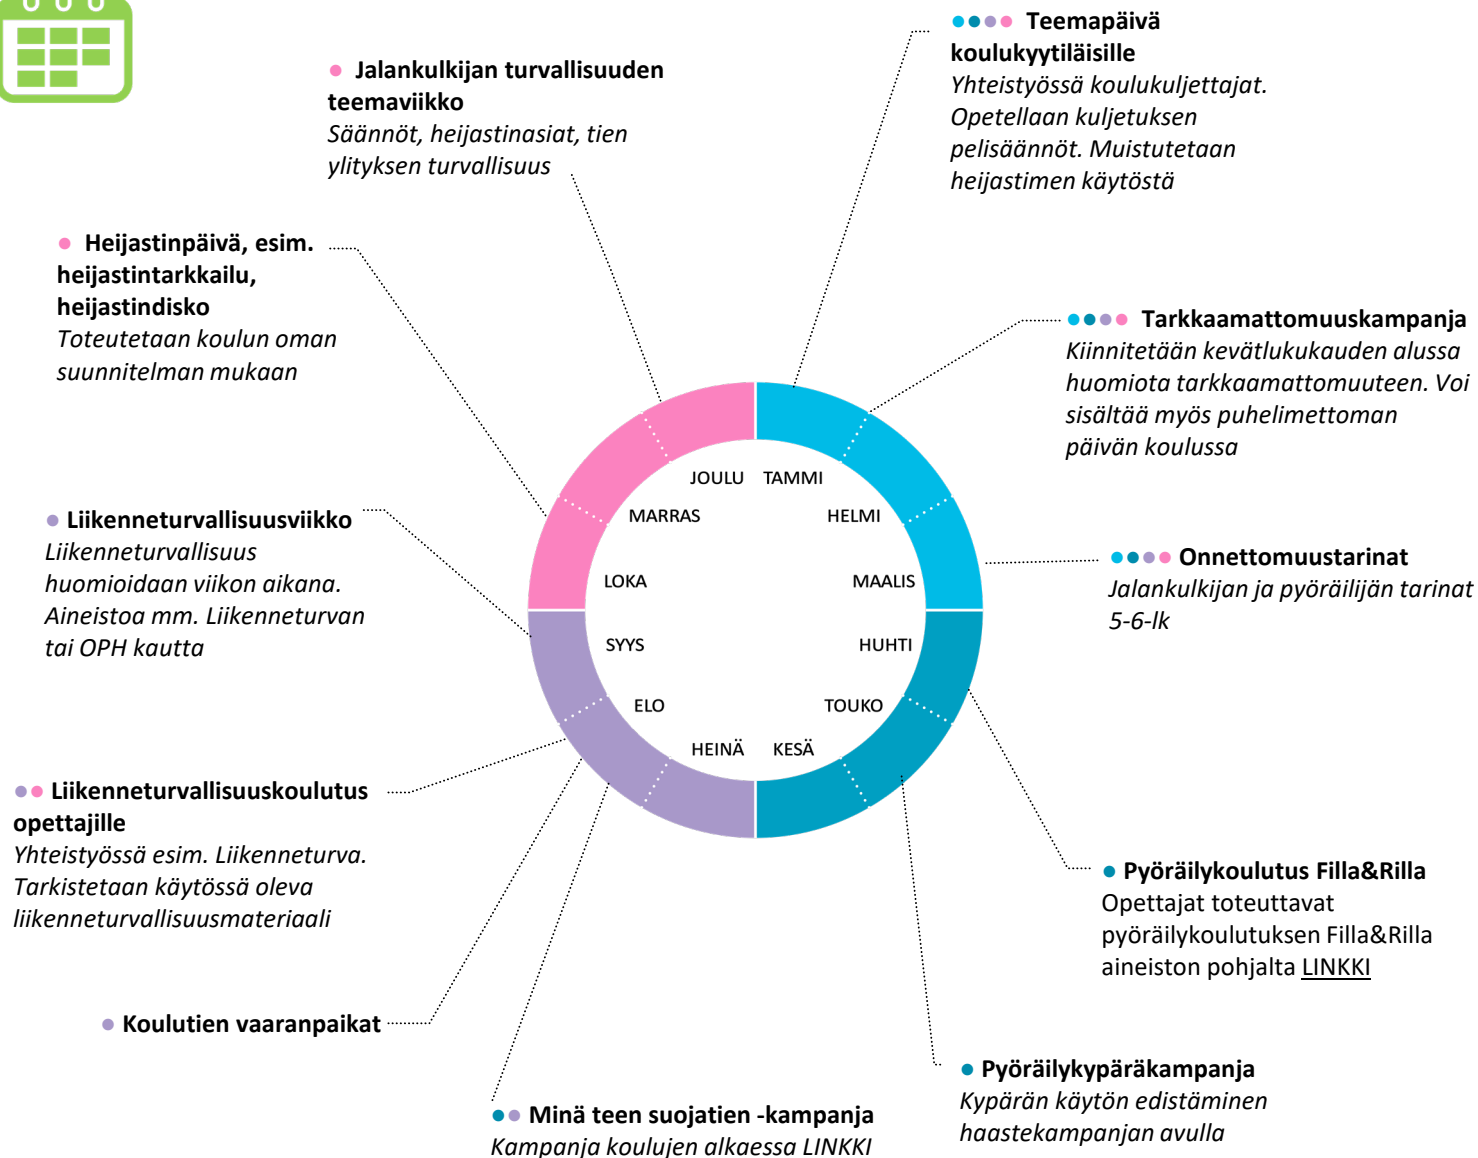 ● Jalankulkijan turvallisuuden
teemaviikko
Säännöt, heijastinasiat, tien
ylityksen turvallisuus
●●●● Teemapäivä
koulukyytiläisille
Yhteistyössä koulukuljettajat.
Opetellaan kuljetuksen
pelisäännöt. Muistutetaan
heijastimen käytöstä
● Heijastinpäivä, esim.
heijastintarkkailu,
heijastindisko
Toteutetaan koulun oman
suunnitelman mukaan
●●●● Tarkkaamattomuuskampanja
Kiinnitetään kevätlukukauden alussa
huomiota tarkkaamattomuuteen. Voi
sisältää myös puhelimettoman
päivän koulussa
● Liikenneturvallisuusviikko
Liikenneturvallisuus
huomioidaan viikon aikana.
Aineistoa mm. Liikenneturvan
tai OPH kautta
●●●● Onnettomuustarinat
Jalankulkijan ja pyöräilijän tarinat
5-6-lk
JOULU TAMMI
MARRAS HELMI
LOKA MAALIS
SYYS HUHTI
ELO TOUKO
HEINÄ KESÄ
●● Liikenneturvallisuuskoulutus
opettajille
Yhteistyössä esim. Liikenneturva.
Tarkistetaan käytössä oleva
liikenneturvallisuusmateriaali
● Pyöräilykoulutus Filla&Rilla
Opettajat toteuttavat
pyöräilykoulutuksen Filla&Rilla
aineiston pohjalta LINKKI
● Koulutien vaaranpaikat
● Pyöräilykypäräkampanja
Kypärän käytön edistäminen
haastekampanjan avulla
●● Minä teen suojatien -kampanja
Kampanja koulujen alkaessa LINKKI